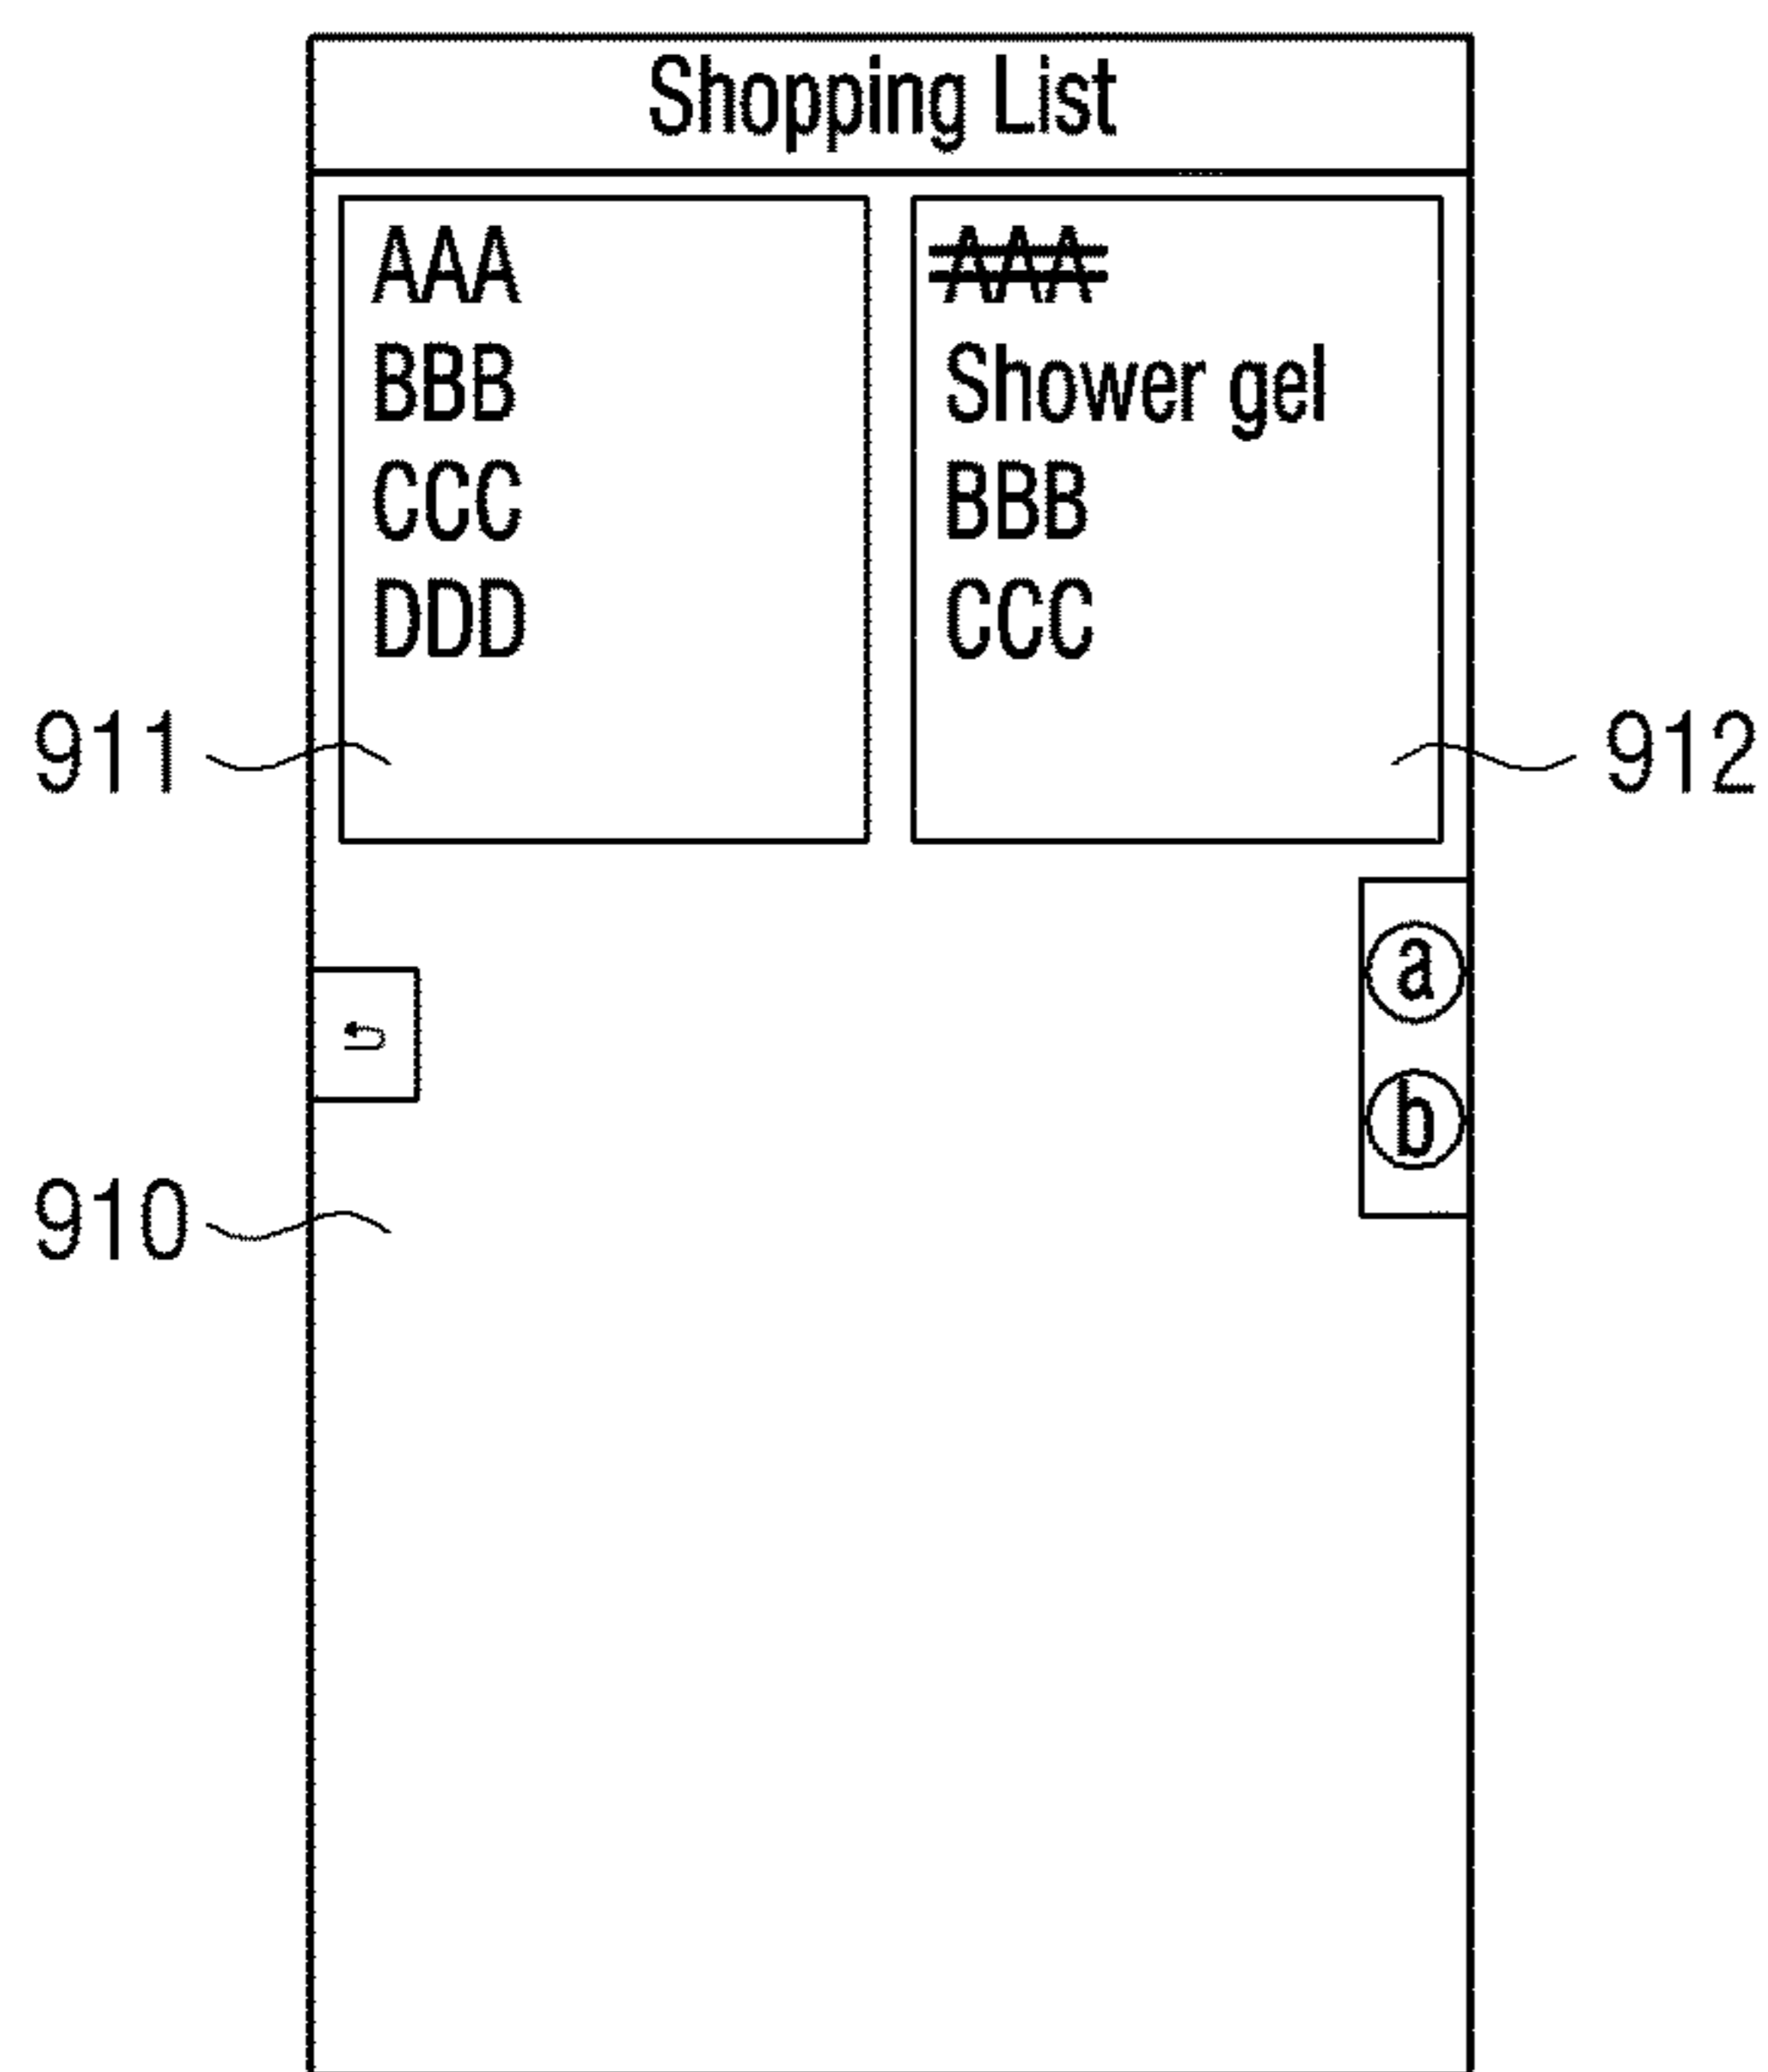 Shopping List
AAA
BBB
CCC
DDD
AAA
Shower gel
BBB
CCC
911
912
a
b
910